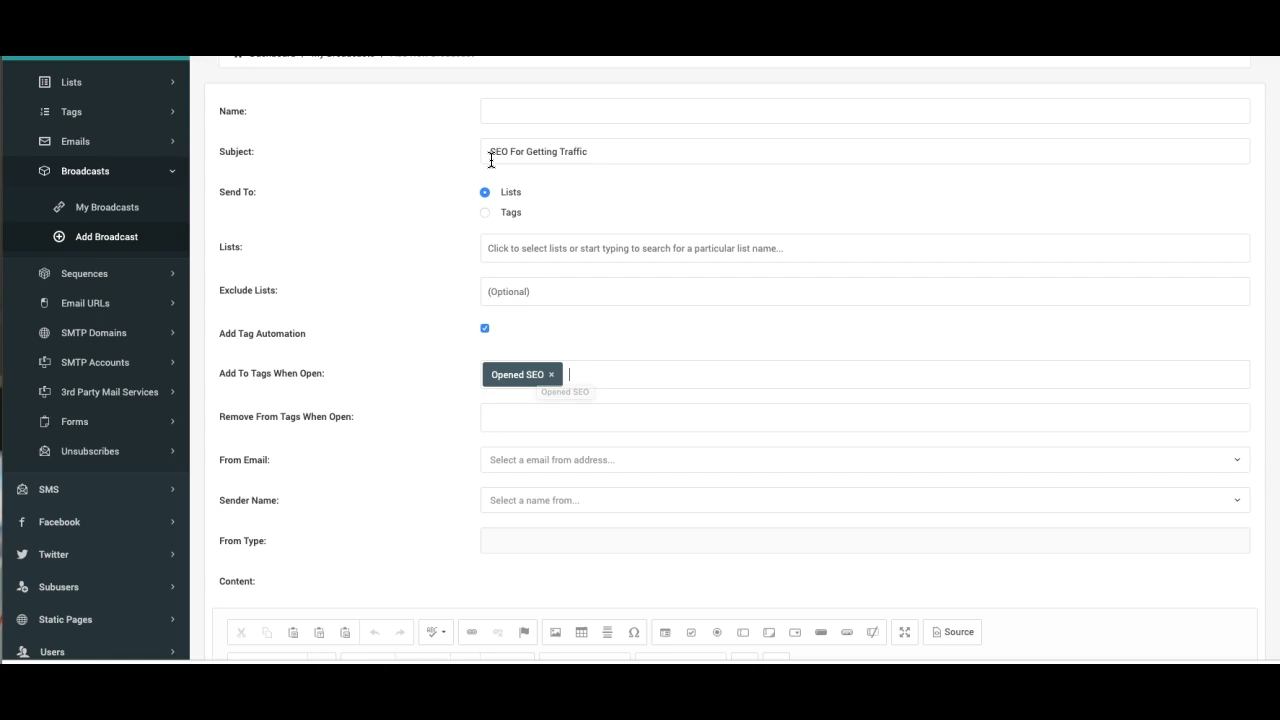 Lists
Tags
Emails
Broadcasts
My Broadcasts
Add Broadcast
Sequences
Email URLs
SMTP Domains
SMTP Accounts
3rd Party Mail Services
Forms
Unsubscribes
SMS
Facebook
Twitter
Subusers
Static Pages
Users
Name:
Subject: SEO For Getting Traffic
Send To: Lists
Tags
Lists: Click to select lists or start typing to search for a particular list name...
Exclude Lists: (Optional)
Add Tag Automation
Add To Tags When Open: Opened SEO ×
Opened SEO
Remove From Tags When Open:
From Email: Select a email from address...
Sender Name: Select a name from...
From Type:
Content:
Source